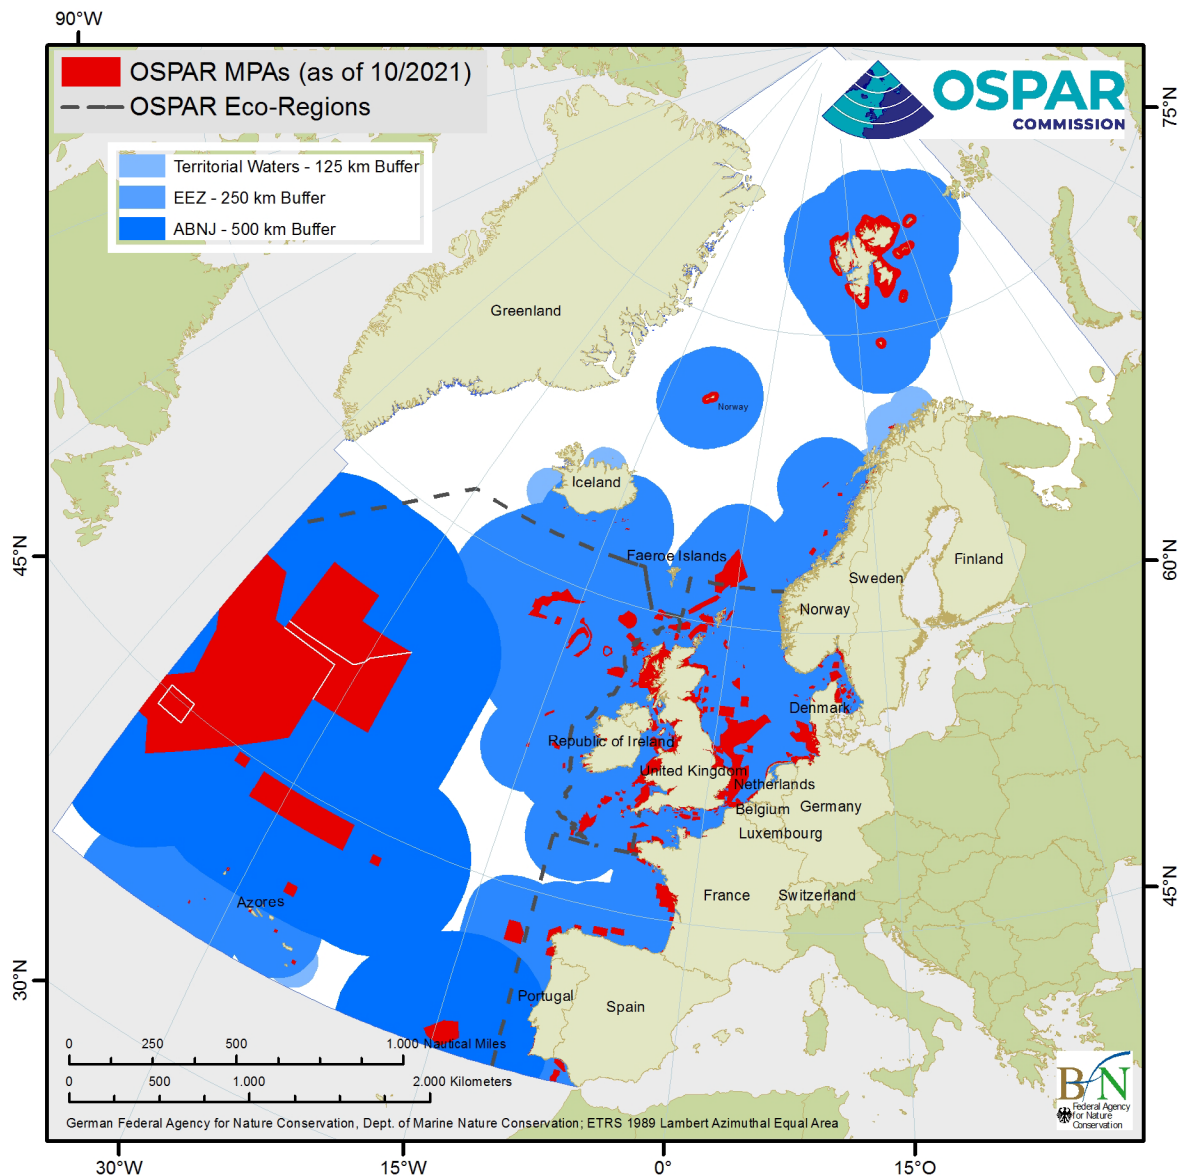 90°W
OSPAR MPAs (as of 10/2021)
OSPAR Eco-Regions
OSPAR
COMMISSION
75°N
Territorial Waters - 125 km Buffer
EEZ - 250 km Buffer
ABNJ - 500 km Buffer
Greenland
Norway
Iceland
45°N
Faeroe Islands
60°N
Finland
Sweden
Norway
Denmark
Republic of Ireland
United Kingdom
Netherlands
Belgium
Germany
Luxembourg
France
Switzerland
45°N
Azores
30°N
Portugal
Spain
0 250 500 1.000 Nautical Miles
0 500 1.000 2.000 Kilometers
BfN
Federal Agency
for Nature
Conservation
German Federal Agency for Nature Conservation, Dept. of Marine Nature Conservation; ETRS 1989 Lambert Azimuthal Equal Area
30°W
15°W
0°
15°O